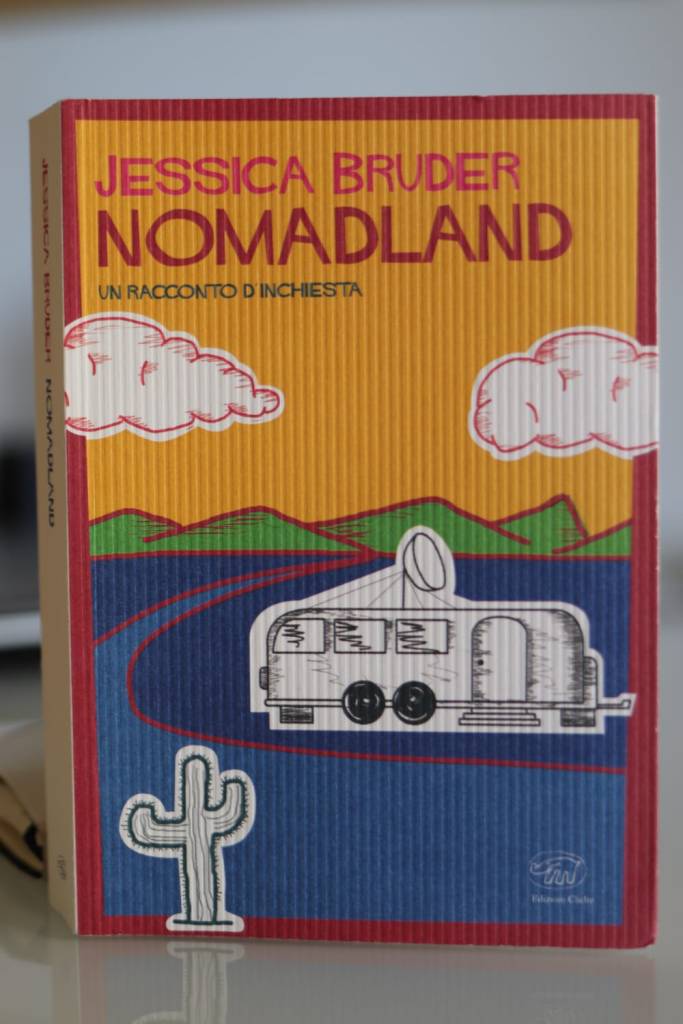 JESSICA BRUDER
NOMADLAND
UN RACCONTO D'INCHIESTA
JESSICA BRUDER NOMADLAND
Edizioni Clichy